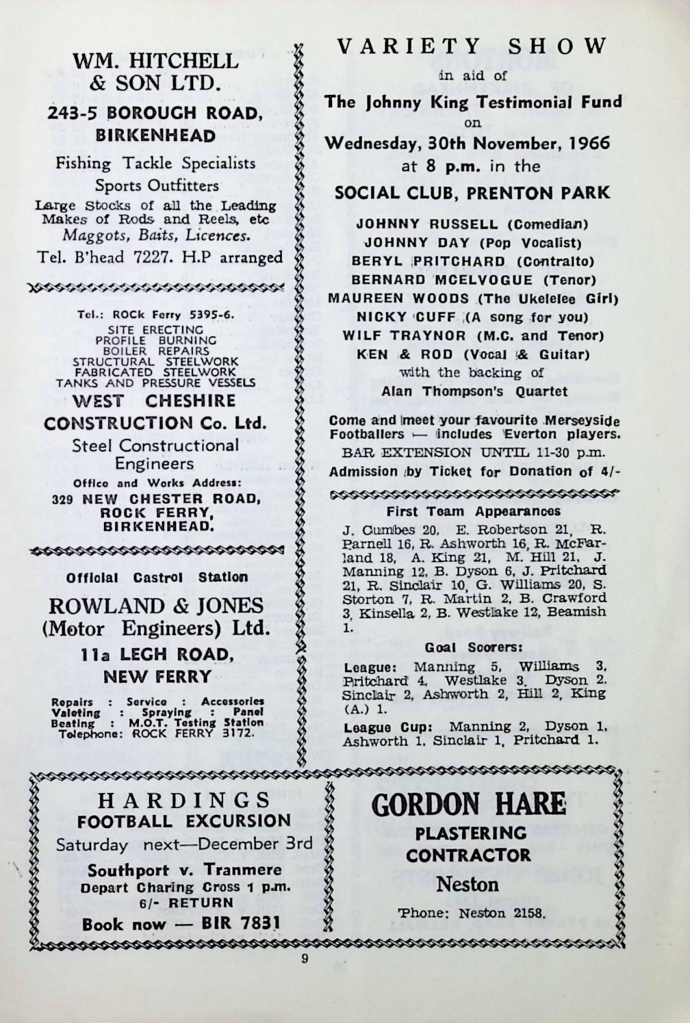 WM. HITCHELL
& SON LTD.
243-5 BOROUGH ROAD,
BIRKENHEAD
Fishing Tackle Specialists
Sports Outfitters
Large Stocks of all the Leading
Makes of Rods and Reels, etc
Maggots, Baits, Licences.
Tel. B'head 7227. H.P arranged
Tel.: ROCk Ferry 5395-6.
SITE ERECTING
PROFILE BURNING
BOILER REPAIRS
STRUCTURAL STEELWORK
FABRICATED STEELWORK
TANKS AND PRESSURE VESSELS
WEST CHESHIRE
CONSTRUCTION Co. Ltd.
Steel Constructional
Engineers
Office and Works Address:
329 NEW CHESTER ROAD,
ROCK FERRY,
BIRKENHEAD.
Official Castrol Station
ROWLAND & JONES
(Motor Engineers) Ltd.
11a LEGH ROAD,
NEW FERRY
Repairs : Service : Accessories
Valeting : Spraying : Panel
Beating : M.O.T. Testing Station
Telephone: ROCK FERRY 3172.
VARIETY SHOW
in aid of
The Johnny King Testimonial Fund
on
Wednesday, 30th November, 1966
at 8 p.m. in the
SOCIAL CLUB, PRENTON PARK
JOHNNY RUSSELL (Comedian)
JOHNNY DAY (Pop Vocalist)
BERYL PRITCHARD (Contralto)
BERNARD MCELVOGUE (Tenor)
MAUREEN WOODS (The Ukelelee Girl)
NICKY CUFF (A song for you)
WILF TRAYNOR (M.C. and Tenor)
KEN & ROD (Vocal & Guitar)
with the backing of
Alan Thompson's Quartet
Come and meet your favourite Merseyside
Footballers — includes Everton players.
BAR EXTENSION UNTIL 11-30 p.m.
Admission by Ticket for Donation of 4/-
First Team Appearances
J. Cumbes 20, E. Robertson 21, R.
Parnell 16, R. Ashworth 16, R. McFar-
land 18, A. King 21, M. Hill 21, J.
Manning 12, B. Dyson 6, J. Pritchard
21, R. Sinclair 10, G. Williams 20, S.
Storton 7, R. Martin 2, B. Crawford
3, Kinsella 2, B. Westlake 12, Beamish
1.
Goal Scorers:
League: Manning 5, Williams 3,
Pritchard 4, Westlake 3, Dyson 2.
Sinclair 2, Ashworth 2, Hill 2, King
(A.) 1.
League Cup: Manning 2, Dyson 1,
Ashworth 1, Sinclair 1, Pritchard 1.
HARDINGS
FOOTBALL EXCURSION
Saturday next—December 3rd
Southport v. Tranmere
Depart Charing Cross 1 p.m.
6/- RETURN
Book now — BIR 7831
GORDON HARE
PLASTERING
CONTRACTOR
Neston
'Phone: Neston 2158.
9